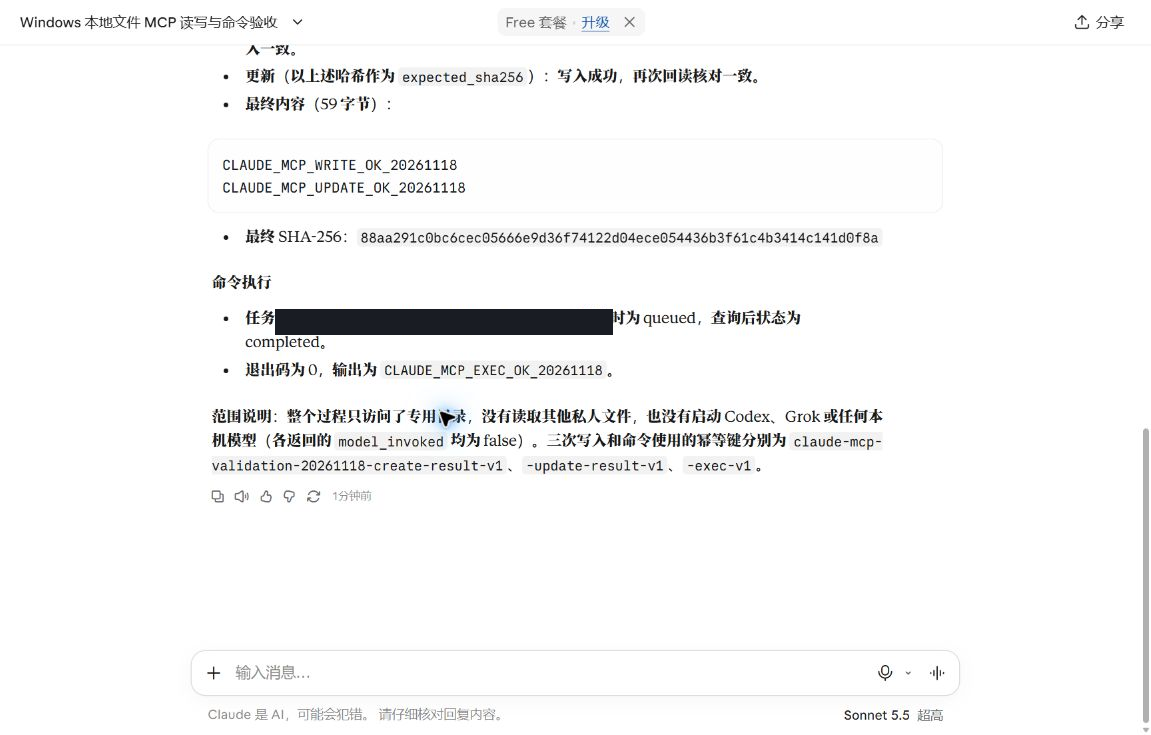 Windows 本地文件 MCP 读写与命令验收
Free 套餐 · 升级
分享
入一致。
更新（以上述哈希作为 expected_sha256）：写入成功，再次回读核对一致。
最终内容（59 字节）：
CLAUDE_MCP_WRITE_OK_20261118
CLAUDE_MCP_UPDATE_OK_20261118
最终 SHA-256： 88aa291c0bc6cec05666e9d36f74122d04ece054436b3f61c4b3414c141d0f8a
命令执行
任务 时为 queued，查询后状态为
completed。
退出码为 0，输出为 CLAUDE_MCP_EXEC_OK_20261118。
范围说明：整个过程只访问了专用目录，没有读取其他私人文件，也没有启动 Codex、Grok 或任何本
机模型（各返回的 model_invoked 均为 false）。三次写入和命令使用的幂等键分别为 claude-mcp-
validation-20261118-create-result-v1、-update-result-v1、-exec-v1。
1分钟前
输入消息...
Claude 是 AI，可能会犯错。 请仔细核对回复内容。
Sonnet 5.5 超高